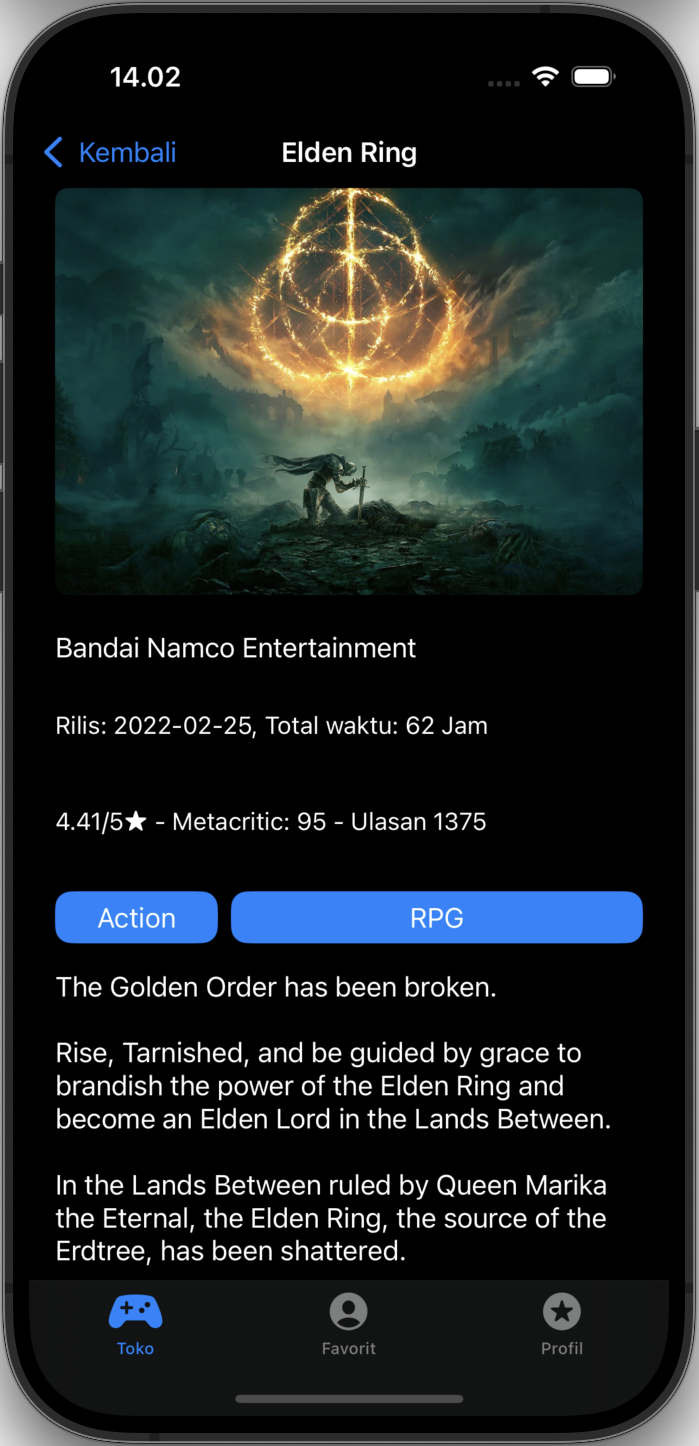 14.02
Kembali
Elden Ring
Bandai Namco Entertainment
Rilis: 2022-02-25, Total waktu: 62 Jam
4.41/5★ - Metacritic: 95 - Ulasan 1375
Action
RPG
The Golden Order has been broken.
Rise, Tarnished, and be guided by grace to
brandish the power of the Elden Ring and
become an Elden Lord in the Lands Between.
In the Lands Between ruled by Queen Marika
the Eternal, the Elden Ring, the source of the
Erdtree, has been shattered.
Toko
Favorit
Profil